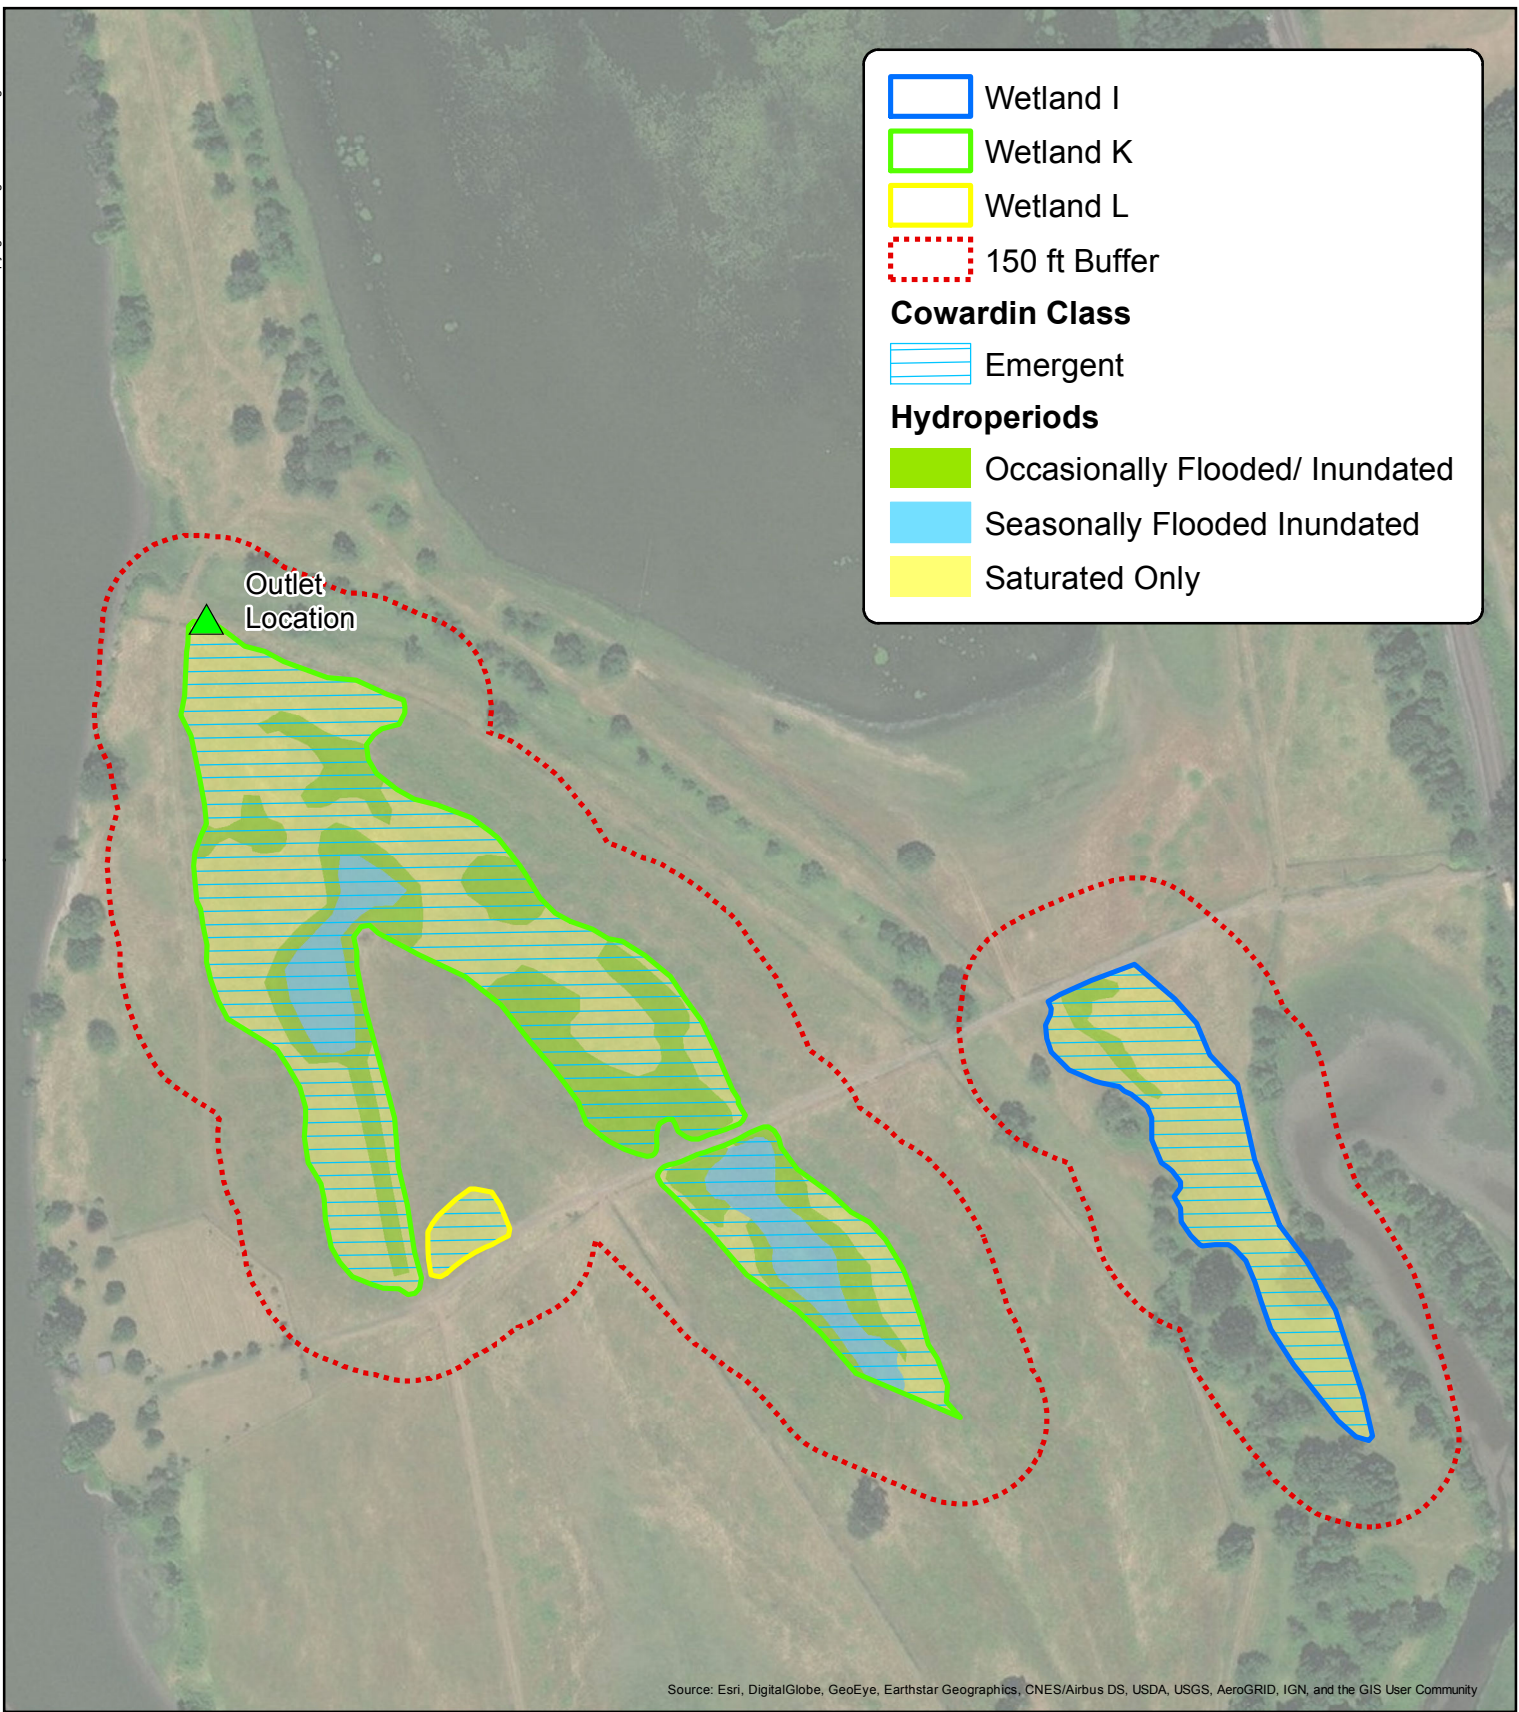 Wetland I
Wetland K
Wetland L
150 ft Buffer
Cowardin Class
Emergent
Hydroperiods
Occasionally Flooded/ Inundated
Seasonally Flooded Inundated
Saturated Only
Outlet
Location
Source: Esri, DigitalGlobe, GeoEye, Earthstar Geographics, CNES/Airbus DS, USDA, USGS, AeroGRID, IGN, and the GIS User Community